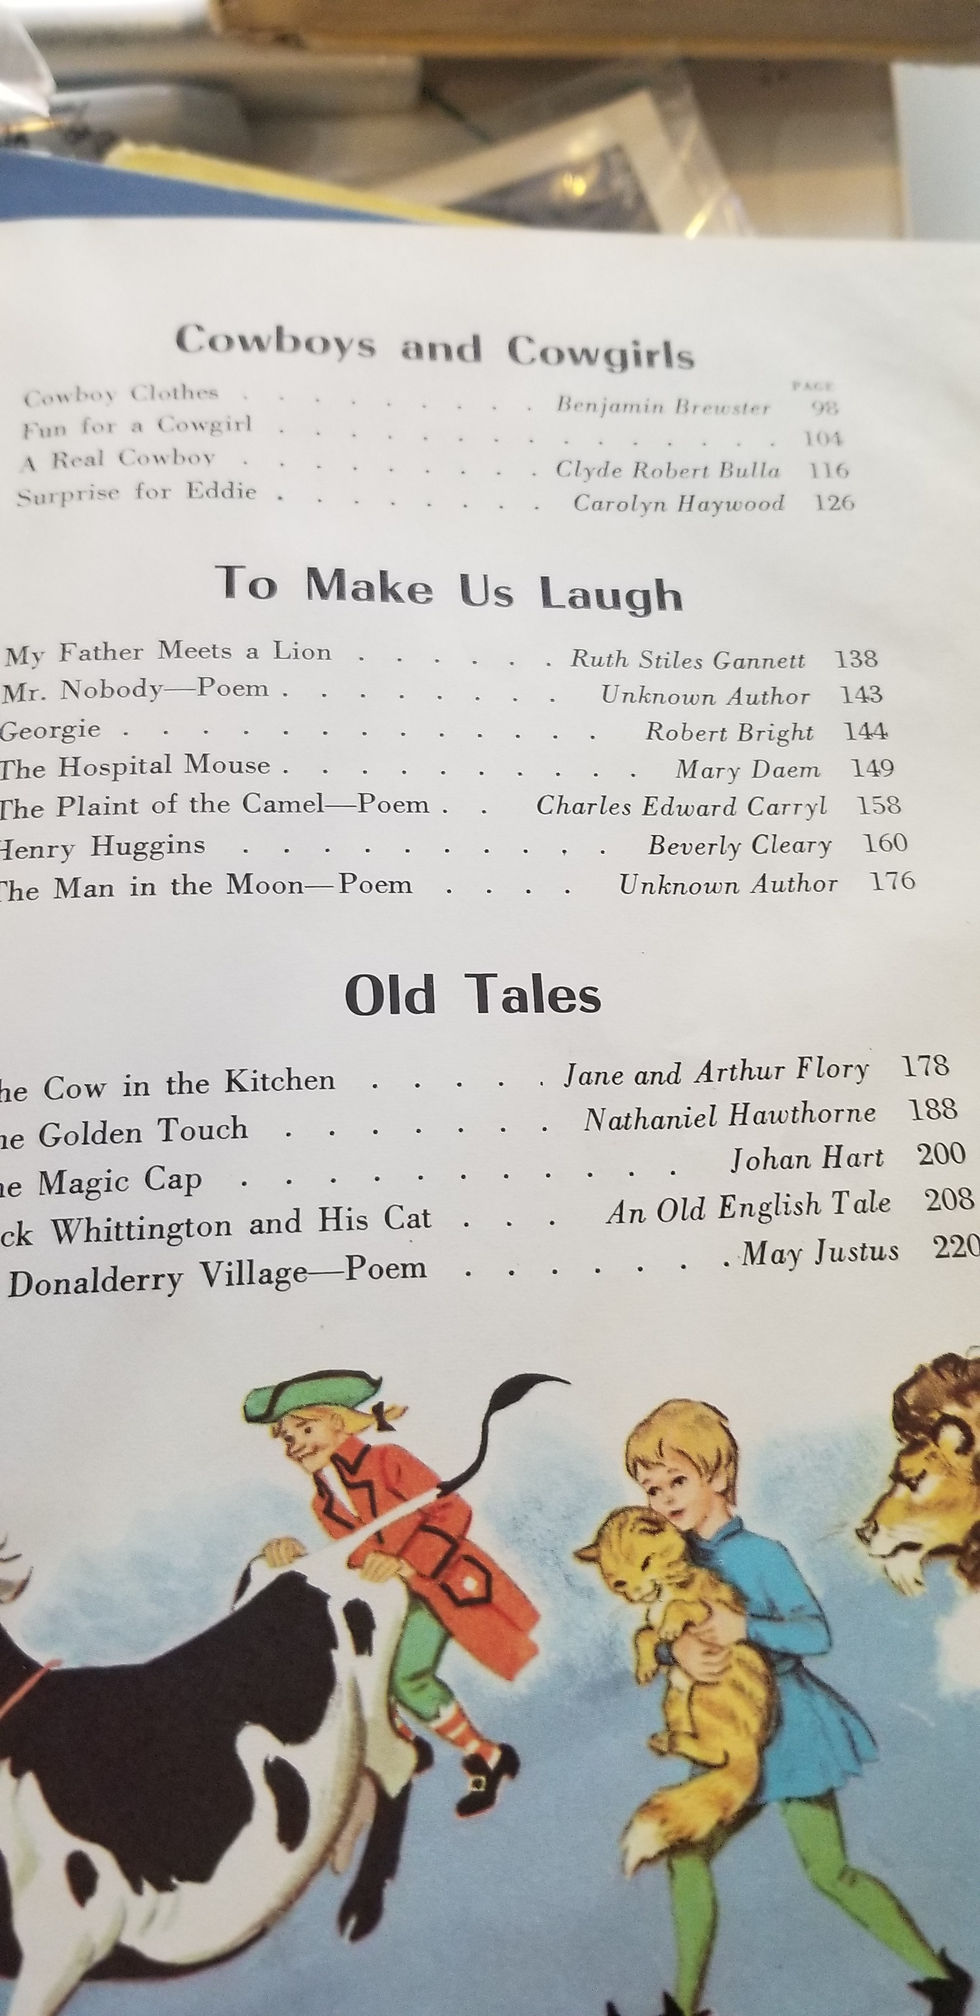 Cowboys and Cowgirls
PAGE
Cowboy Clothes . . . . . . . . Benjamin Brewster 98
Fun for a Cowgirl . . . . . . . . . . . . . 104
A Real Cowboy . . . . . . . . Clyde Robert Bulla 116
Surprise for Eddie . . . . . . . . Carolyn Haywood 126
To Make Us Laugh
My Father Meets a Lion . . . . . . Ruth Stiles Gannett 138
Mr. Nobody—Poem . . . . . . . . Unknown Author 143
Georgie . . . . . . . . . . . . . Robert Bright 144
The Hospital Mouse . . . . . . . . . . Mary Daem 149
The Plaint of the Camel—Poem . . Charles Edward Carryl 158
Henry Huggins . . . . . . . . . . Beverly Cleary 160
The Man in the Moon—Poem . . . . Unknown Author 176
Old Tales
he Cow in the Kitchen . . . . . Jane and Arthur Flory 178
he Golden Touch . . . . . . . Nathaniel Hawthorne 188
he Magic Cap . . . . . . . . . . . Johan Hart 200
ck Whittington and His Cat . . . An Old English Tale 208
Donalderry Village—Poem . . . . . . . May Justus 220